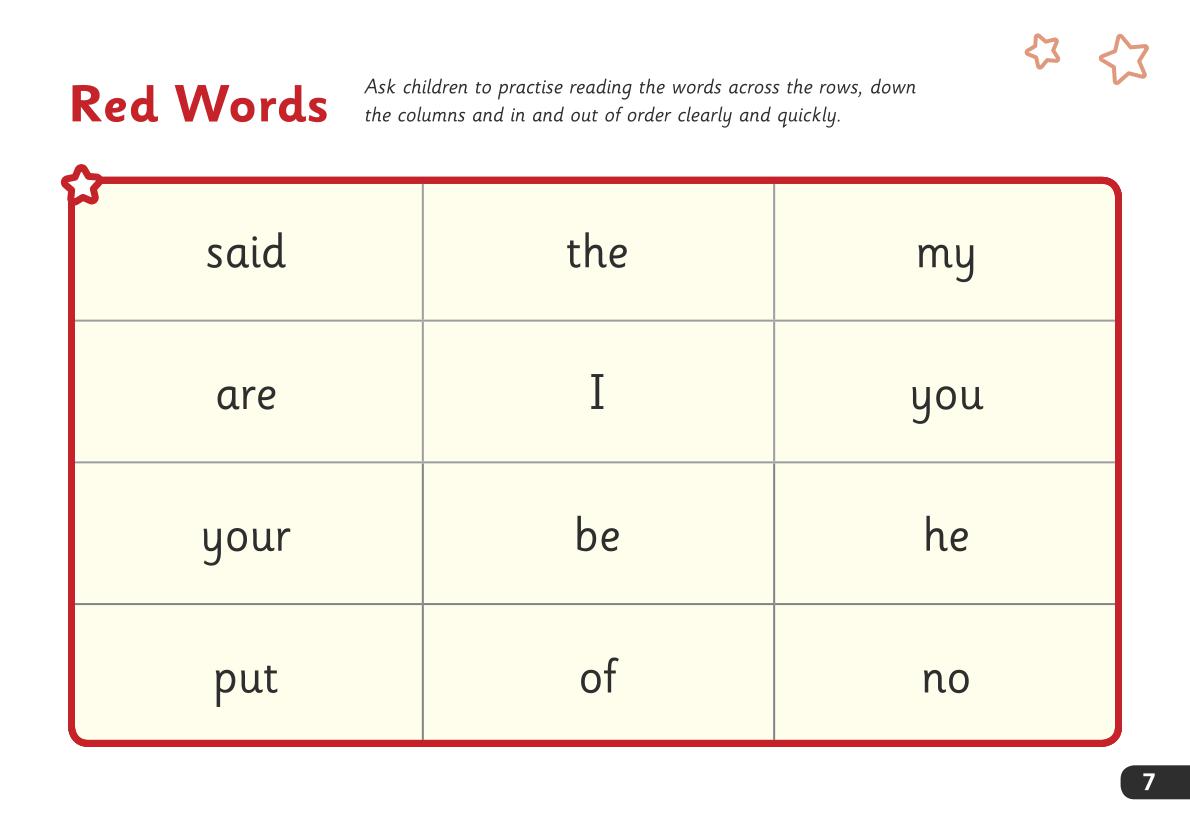 Red Words
Ask children to practise reading the words across the rows, down
the columns and in and out of order clearly and quickly.
said the my
are I you
your be he
put of no
7